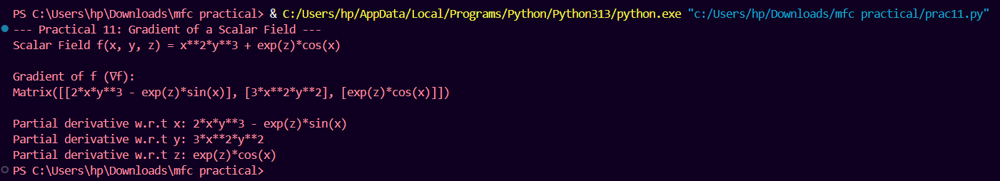 PS C:\Users\hp\Downloads\mfc practical> & C:/Users/hp/AppData/Local/Programs/Python/Python313/python.exe "c:/Users/hp/Downloads/mfc practical/prac11.py"
--- Practical 11: Gradient of a Scalar Field ---
Scalar Field f(x, y, z) = x**2*y**3 + exp(z)*cos(x)
Gradient of f (∇f):
Matrix([[2*x*y**3 - exp(z)*sin(x)], [3*x**2*y**2], [exp(z)*cos(x)]])
Partial derivative w.r.t x: 2*x*y**3 - exp(z)*sin(x)
Partial derivative w.r.t y: 3*x**2*y**2
Partial derivative w.r.t z: exp(z)*cos(x)
PS C:\Users\hp\Downloads\mfc practical>